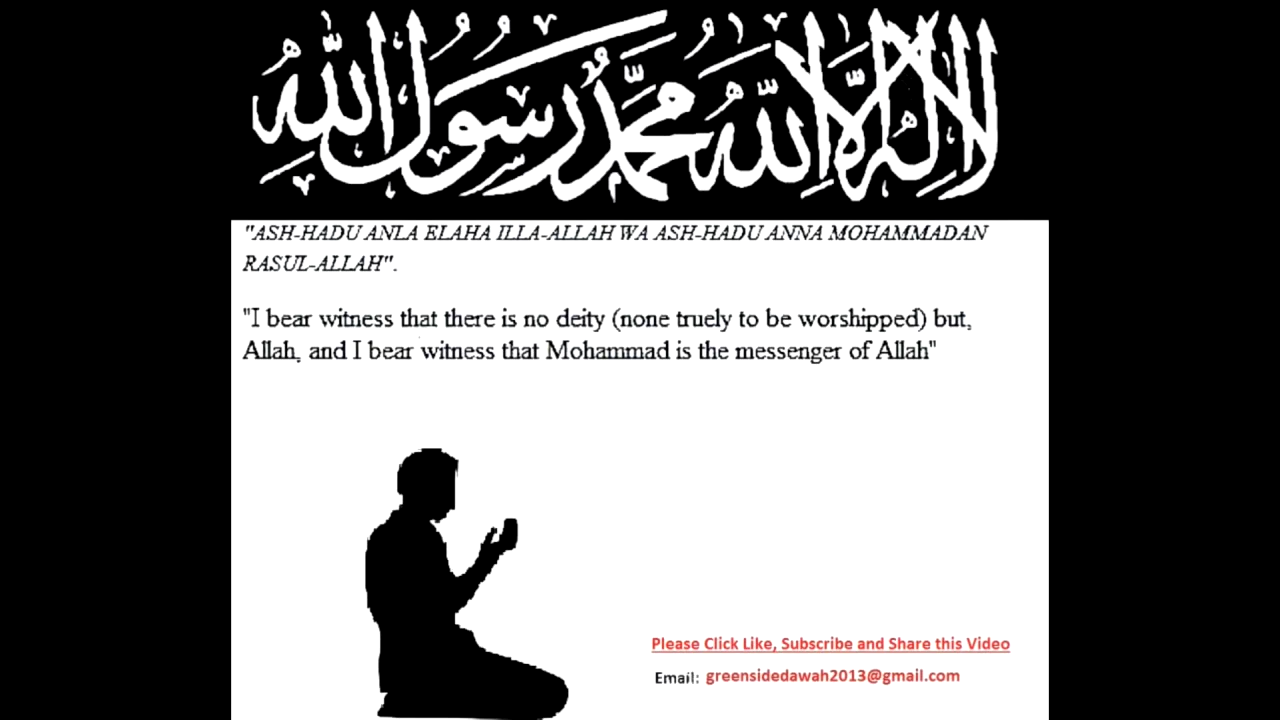 لا إله إلا الله محمد رسول الله
"ASH-HADU ANLA ELAHA ILLA-ALLAH WA ASH-HADU ANNA MOHAMMADAN
RASUL-ALLAH".
"I bear witness that there is no deity (none truely to be worshipped) but,
Allah, and I bear witness that Mohammad is the messenger of Allah"
Please Click Like, Subscribe and Share this Video
Email: greensidedawah2013@gmail.com